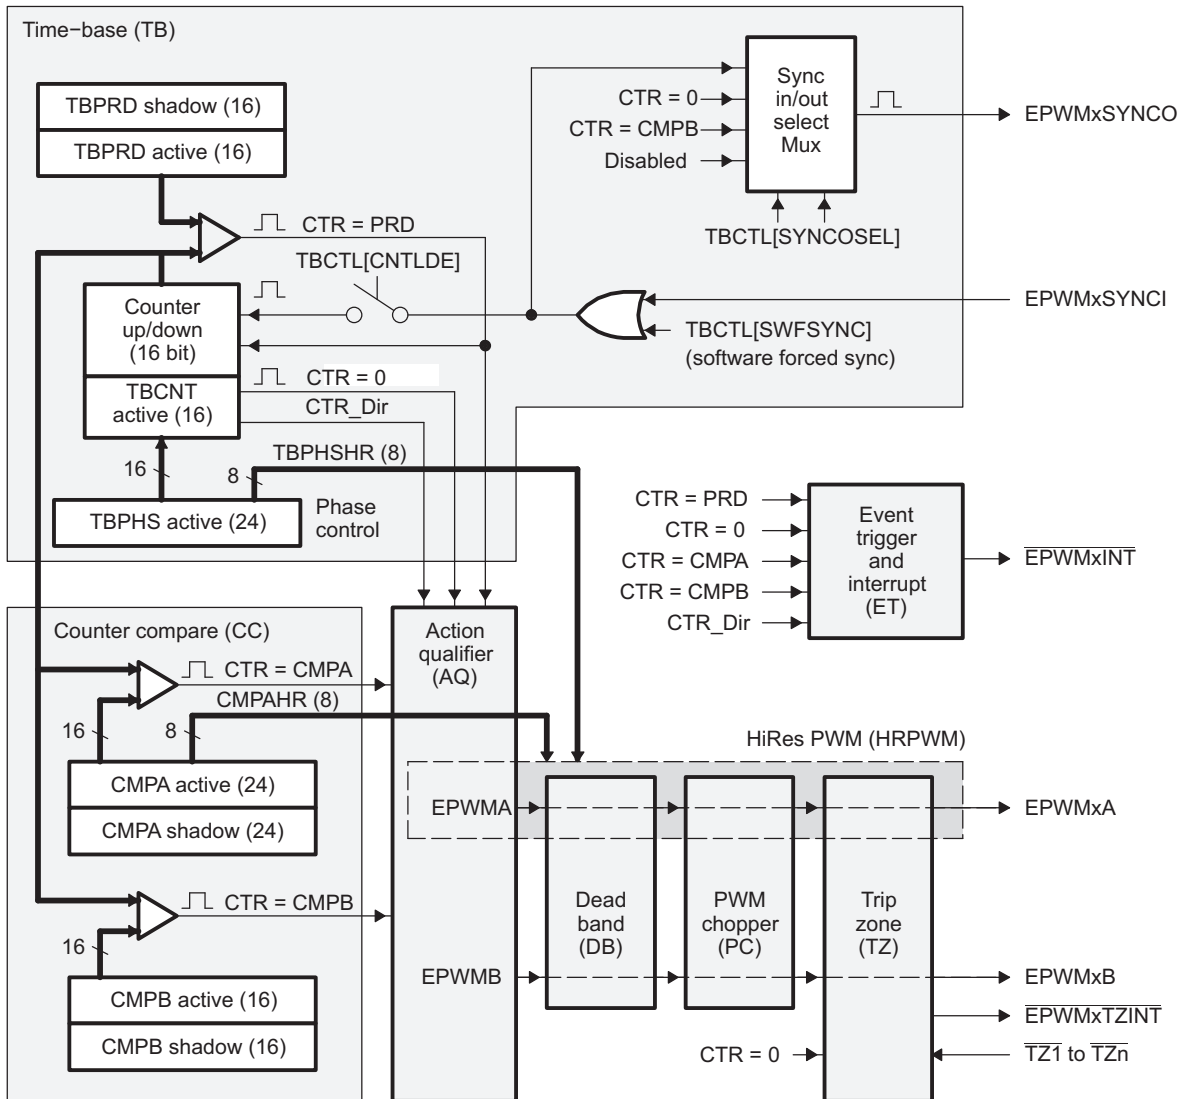 Time−base (TB)
TBPRD shadow (16)
TBPRD active (16)
CTR = PRD
TBCTL[CNTLDE]
Counter
up/down
(16 bit)
TBCNT
active (16)
CTR = 0
CTR_Dir
16
8
TBPHSHR (8)
TBPHS active (24)
Phase
control
CTR = 0
CTR = CMPB
Disabled
Sync
in/out
select
Mux
TBCTL[SYNCOSEL]
EPWMxSYNCO
EPWMxSYNCI
TBCTL[SWFSYNC]
(software forced sync)
CTR = PRD
CTR = 0
CTR = CMPA
CTR = CMPB
CTR_Dir
Event
trigger
and
interrupt
(ET)
EPWMxINT
Counter compare (CC)
CTR = CMPA
CMPAHR (8)
16
8
CMPA active (24)
CMPA shadow (24)
CTR = CMPB
16
CMPB active (16)
CMPB shadow (16)
Action
qualifier
(AQ)
HiRes PWM (HRPWM)
EPWMA
EPWMxA
Dead
band
(DB)
PWM
chopper
(PC)
Trip
zone
(TZ)
EPWMB
EPWMxB
EPWMxTZINT
CTR = 0
TZ1 to TZn